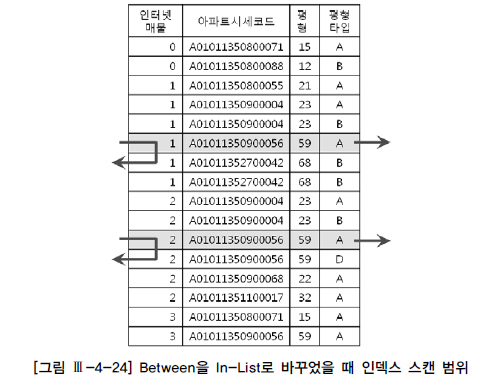 인터넷 매물 아파트시세코드 평형 평형타입
0 A01011350800071 15 A
0 A01011350800088 12 B
1 A01011350800055 21 A
1 A01011350900004 23 A
1 A01011350900004 23 B
1 A01011350900056 59 A
1 A01011352700042 68 B
1 A01011352700042 68 B
2 A01011350900004 23 A
2 A01011350900004 23 B
2 A01011350900056 59 A
2 A01011350900056 59 D
2 A01011350900068 22 A
2 A01011351100017 32 A
3 A01011350800071 15 A
3 A01011350900056 59 A
[그림 Ⅲ-4-24] Between을 In-List로 바꾸었을 때 인덱스 스캔 범위